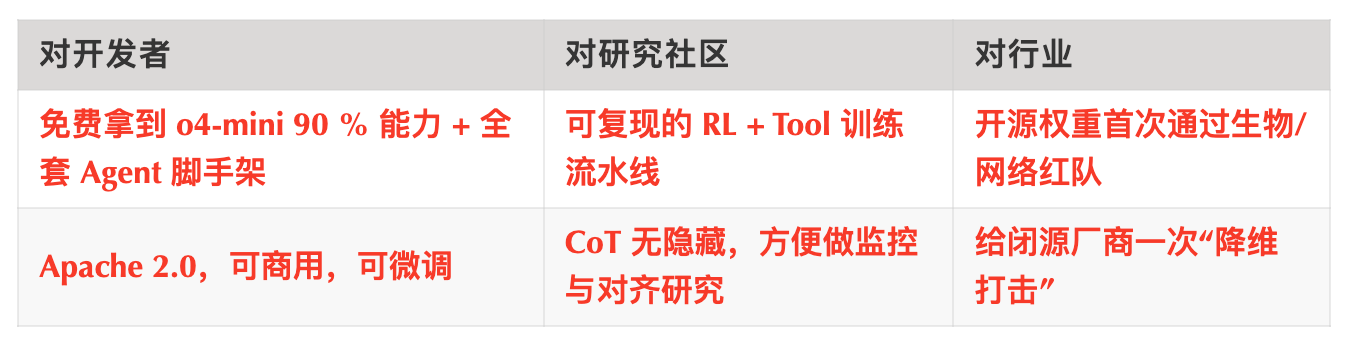 对开发者
对研究社区
对行业
免费拿到 o4-mini 90 % 能力 + 全
套 Agent 脚手架
可复现的 RL + Tool 训练
流水线
开源权重首次通过生物/
网络红队
Apache 2.0，可商用，可微调
CoT 无隐藏，方便做监控
与对齐研究
给闭源厂商一次“降维
打击”